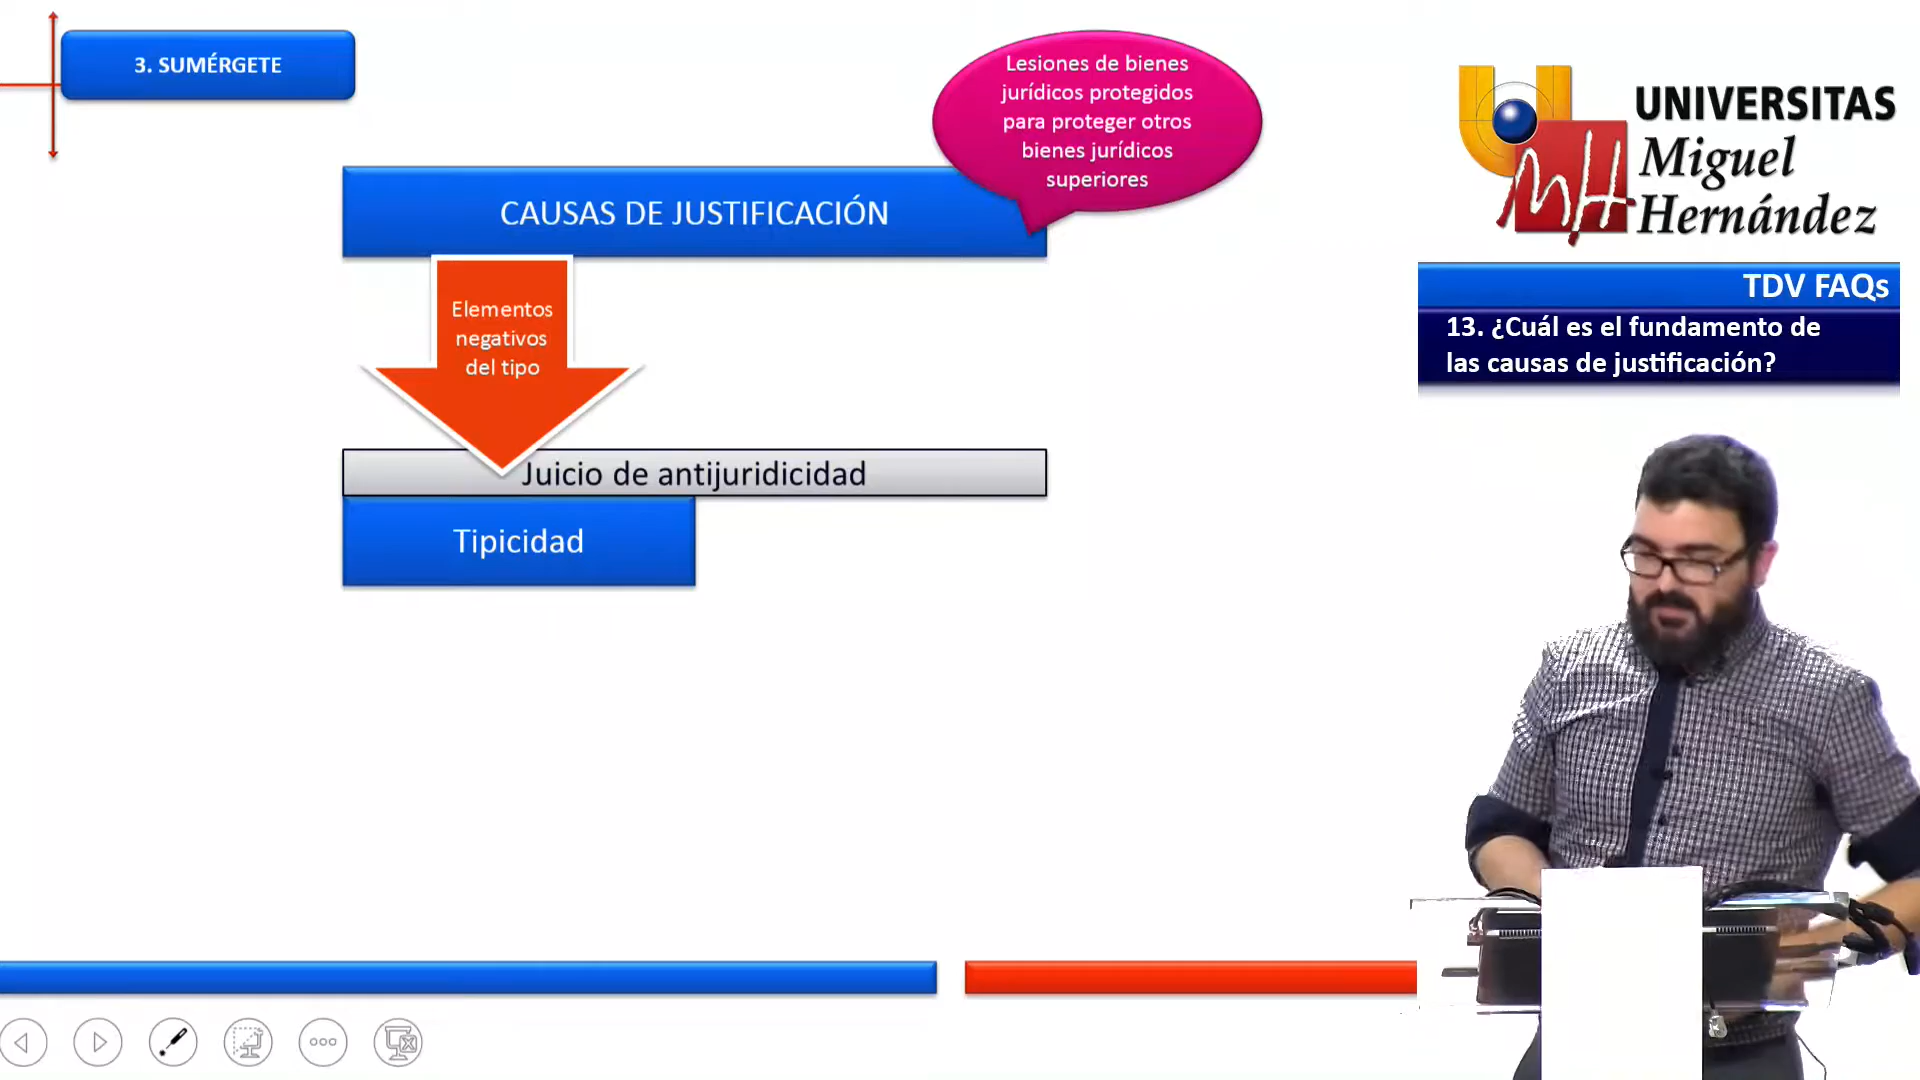 3. SUMÉRGETE
Lesiones de bienes
jurídicos protegidos
para proteger otros
bienes jurídicos
superiores
CAUSAS DE JUSTIFICACIÓN
Elementos
negativos
del tipo
Juicio de antijuridicidad
Tipicidad
UNIVERSITAS
Miguel
Hernández
TDV FAQs
13. ¿Cuál es el fundamento de
las causas de justificación?